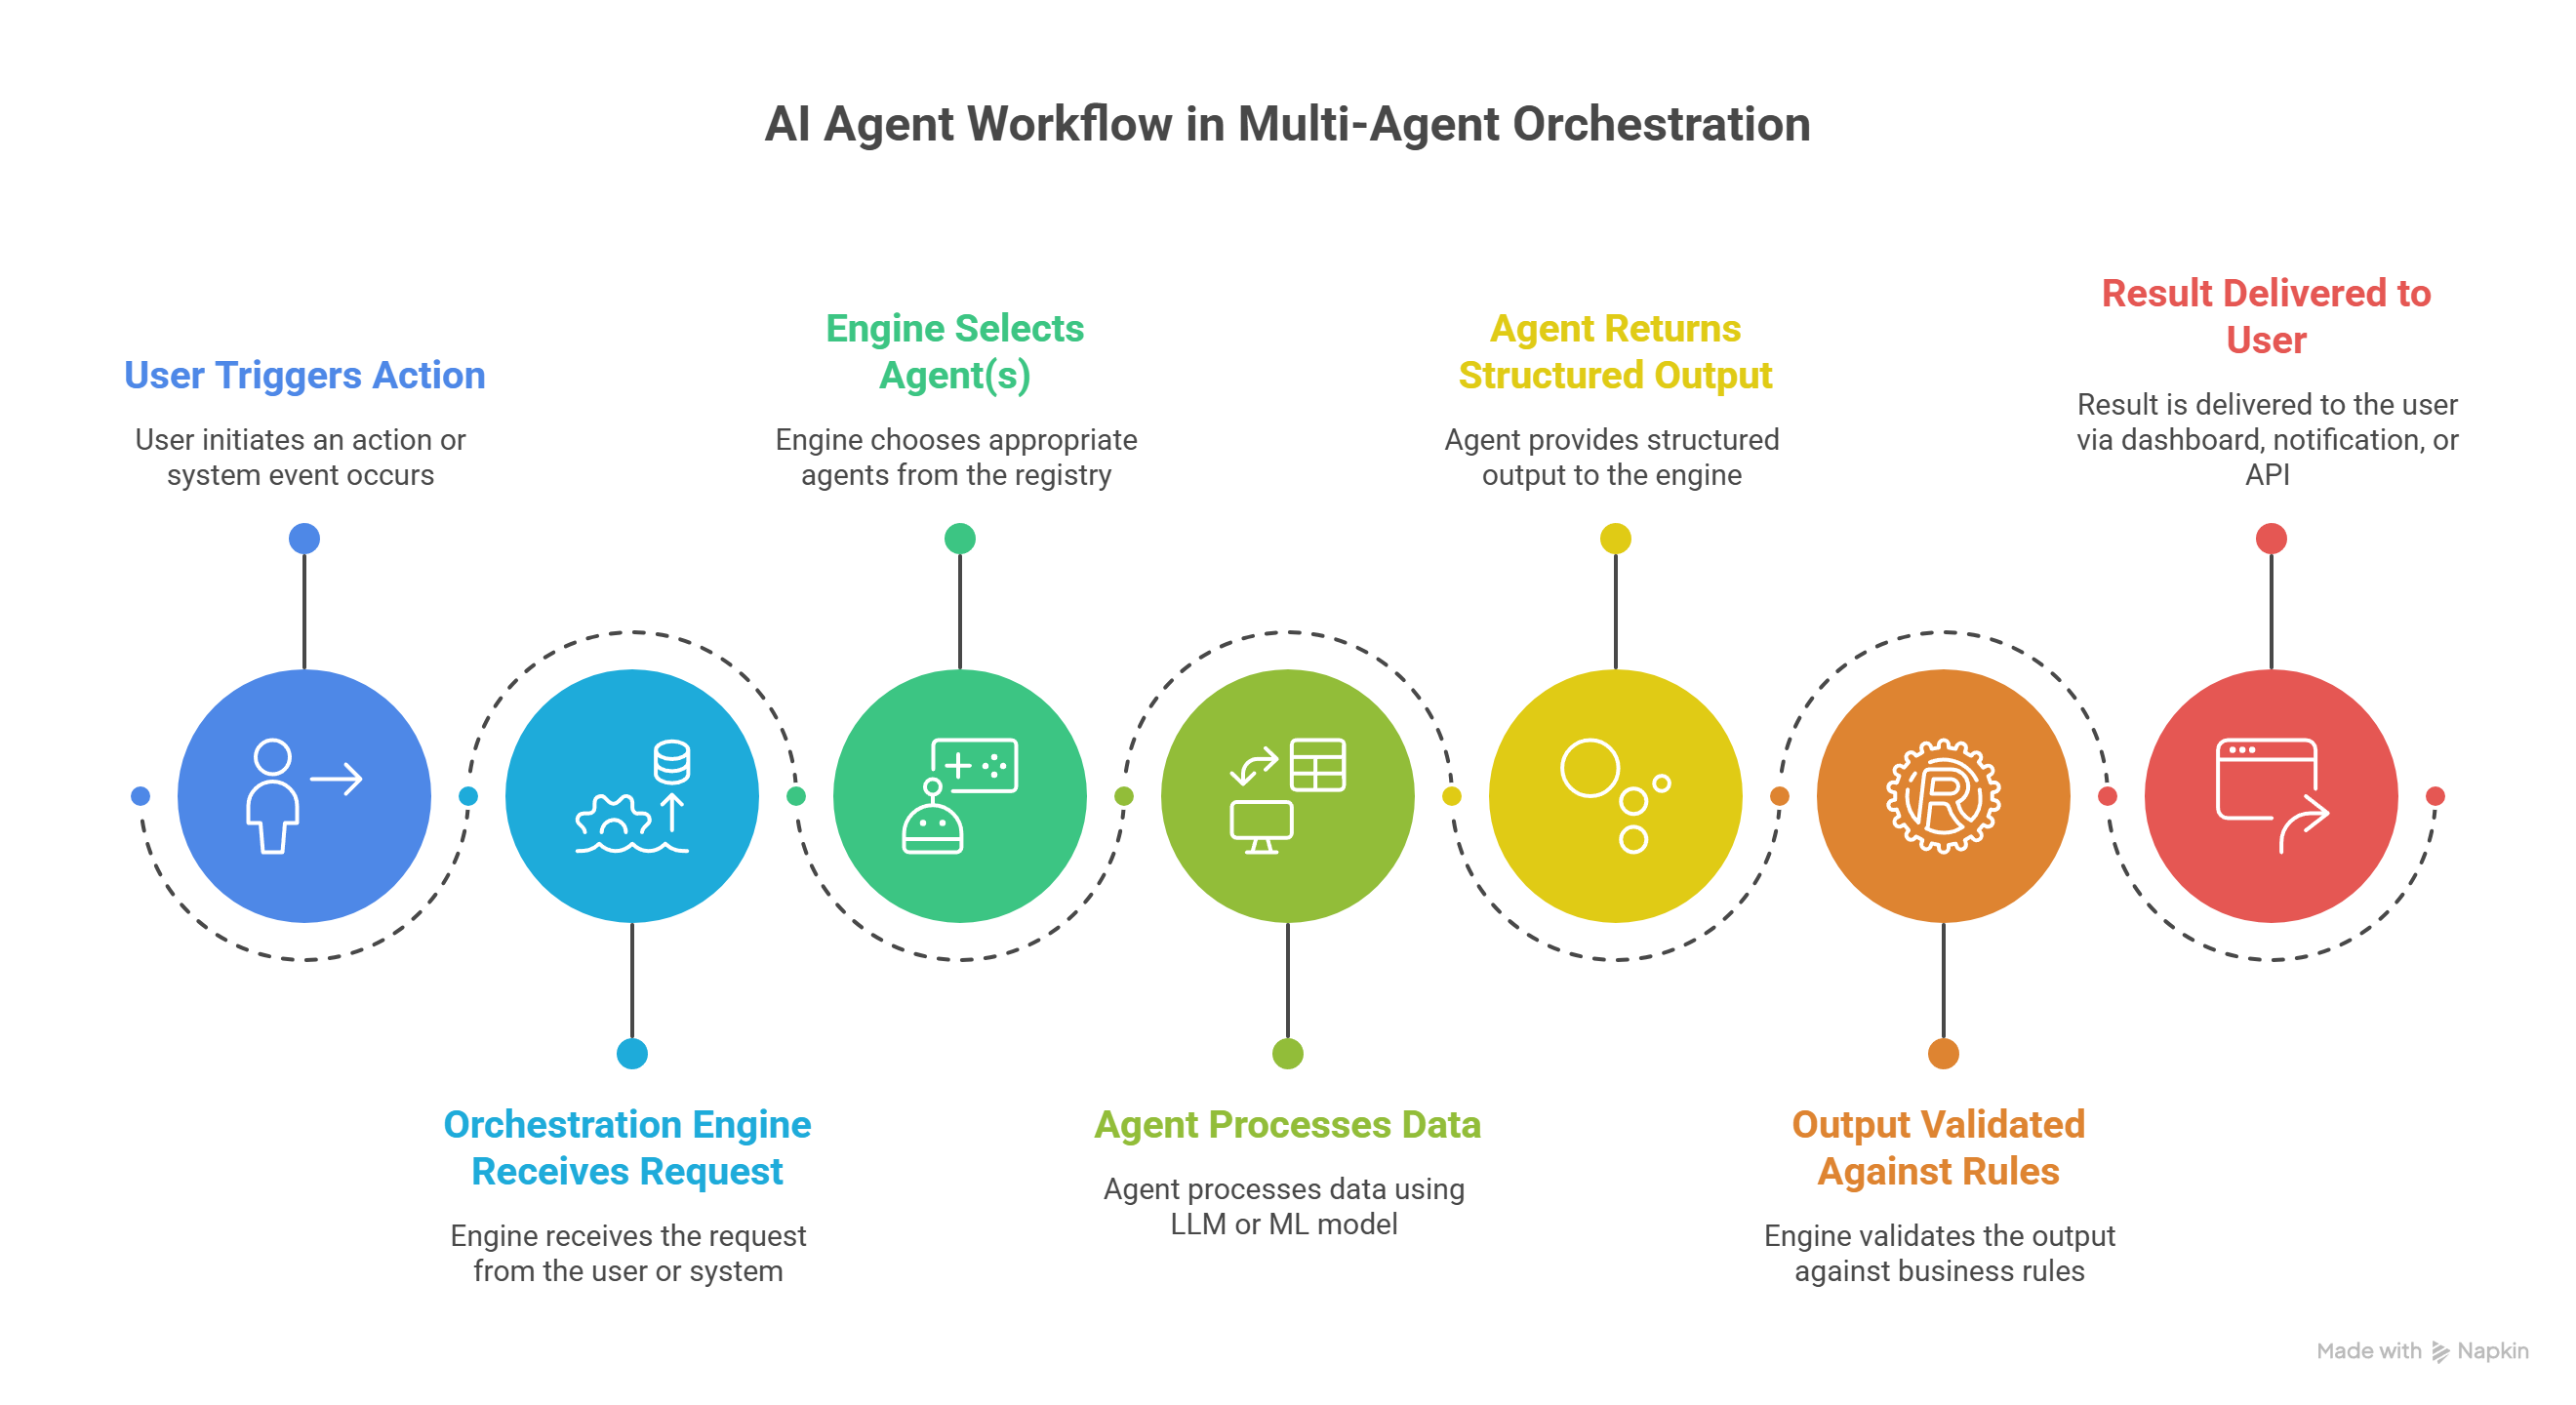 AI Agent Workflow in Multi-Agent Orchestration
User Triggers Action
User initiates an action or
system event occurs
Orchestration Engine
Receives Request
Engine receives the request
from the user or system
Engine Selects
Agent(s)
Engine chooses appropriate
agents from the registry
Agent Processes Data
Agent processes data using
LLM or ML model
Agent Returns
Structured Output
Agent provides structured
output to the engine
Output Validated
Against Rules
Engine validates the output
against business rules
R
Result Delivered to
User
Result is delivered to the user
via dashboard, notification, or
API
Made with Napkin